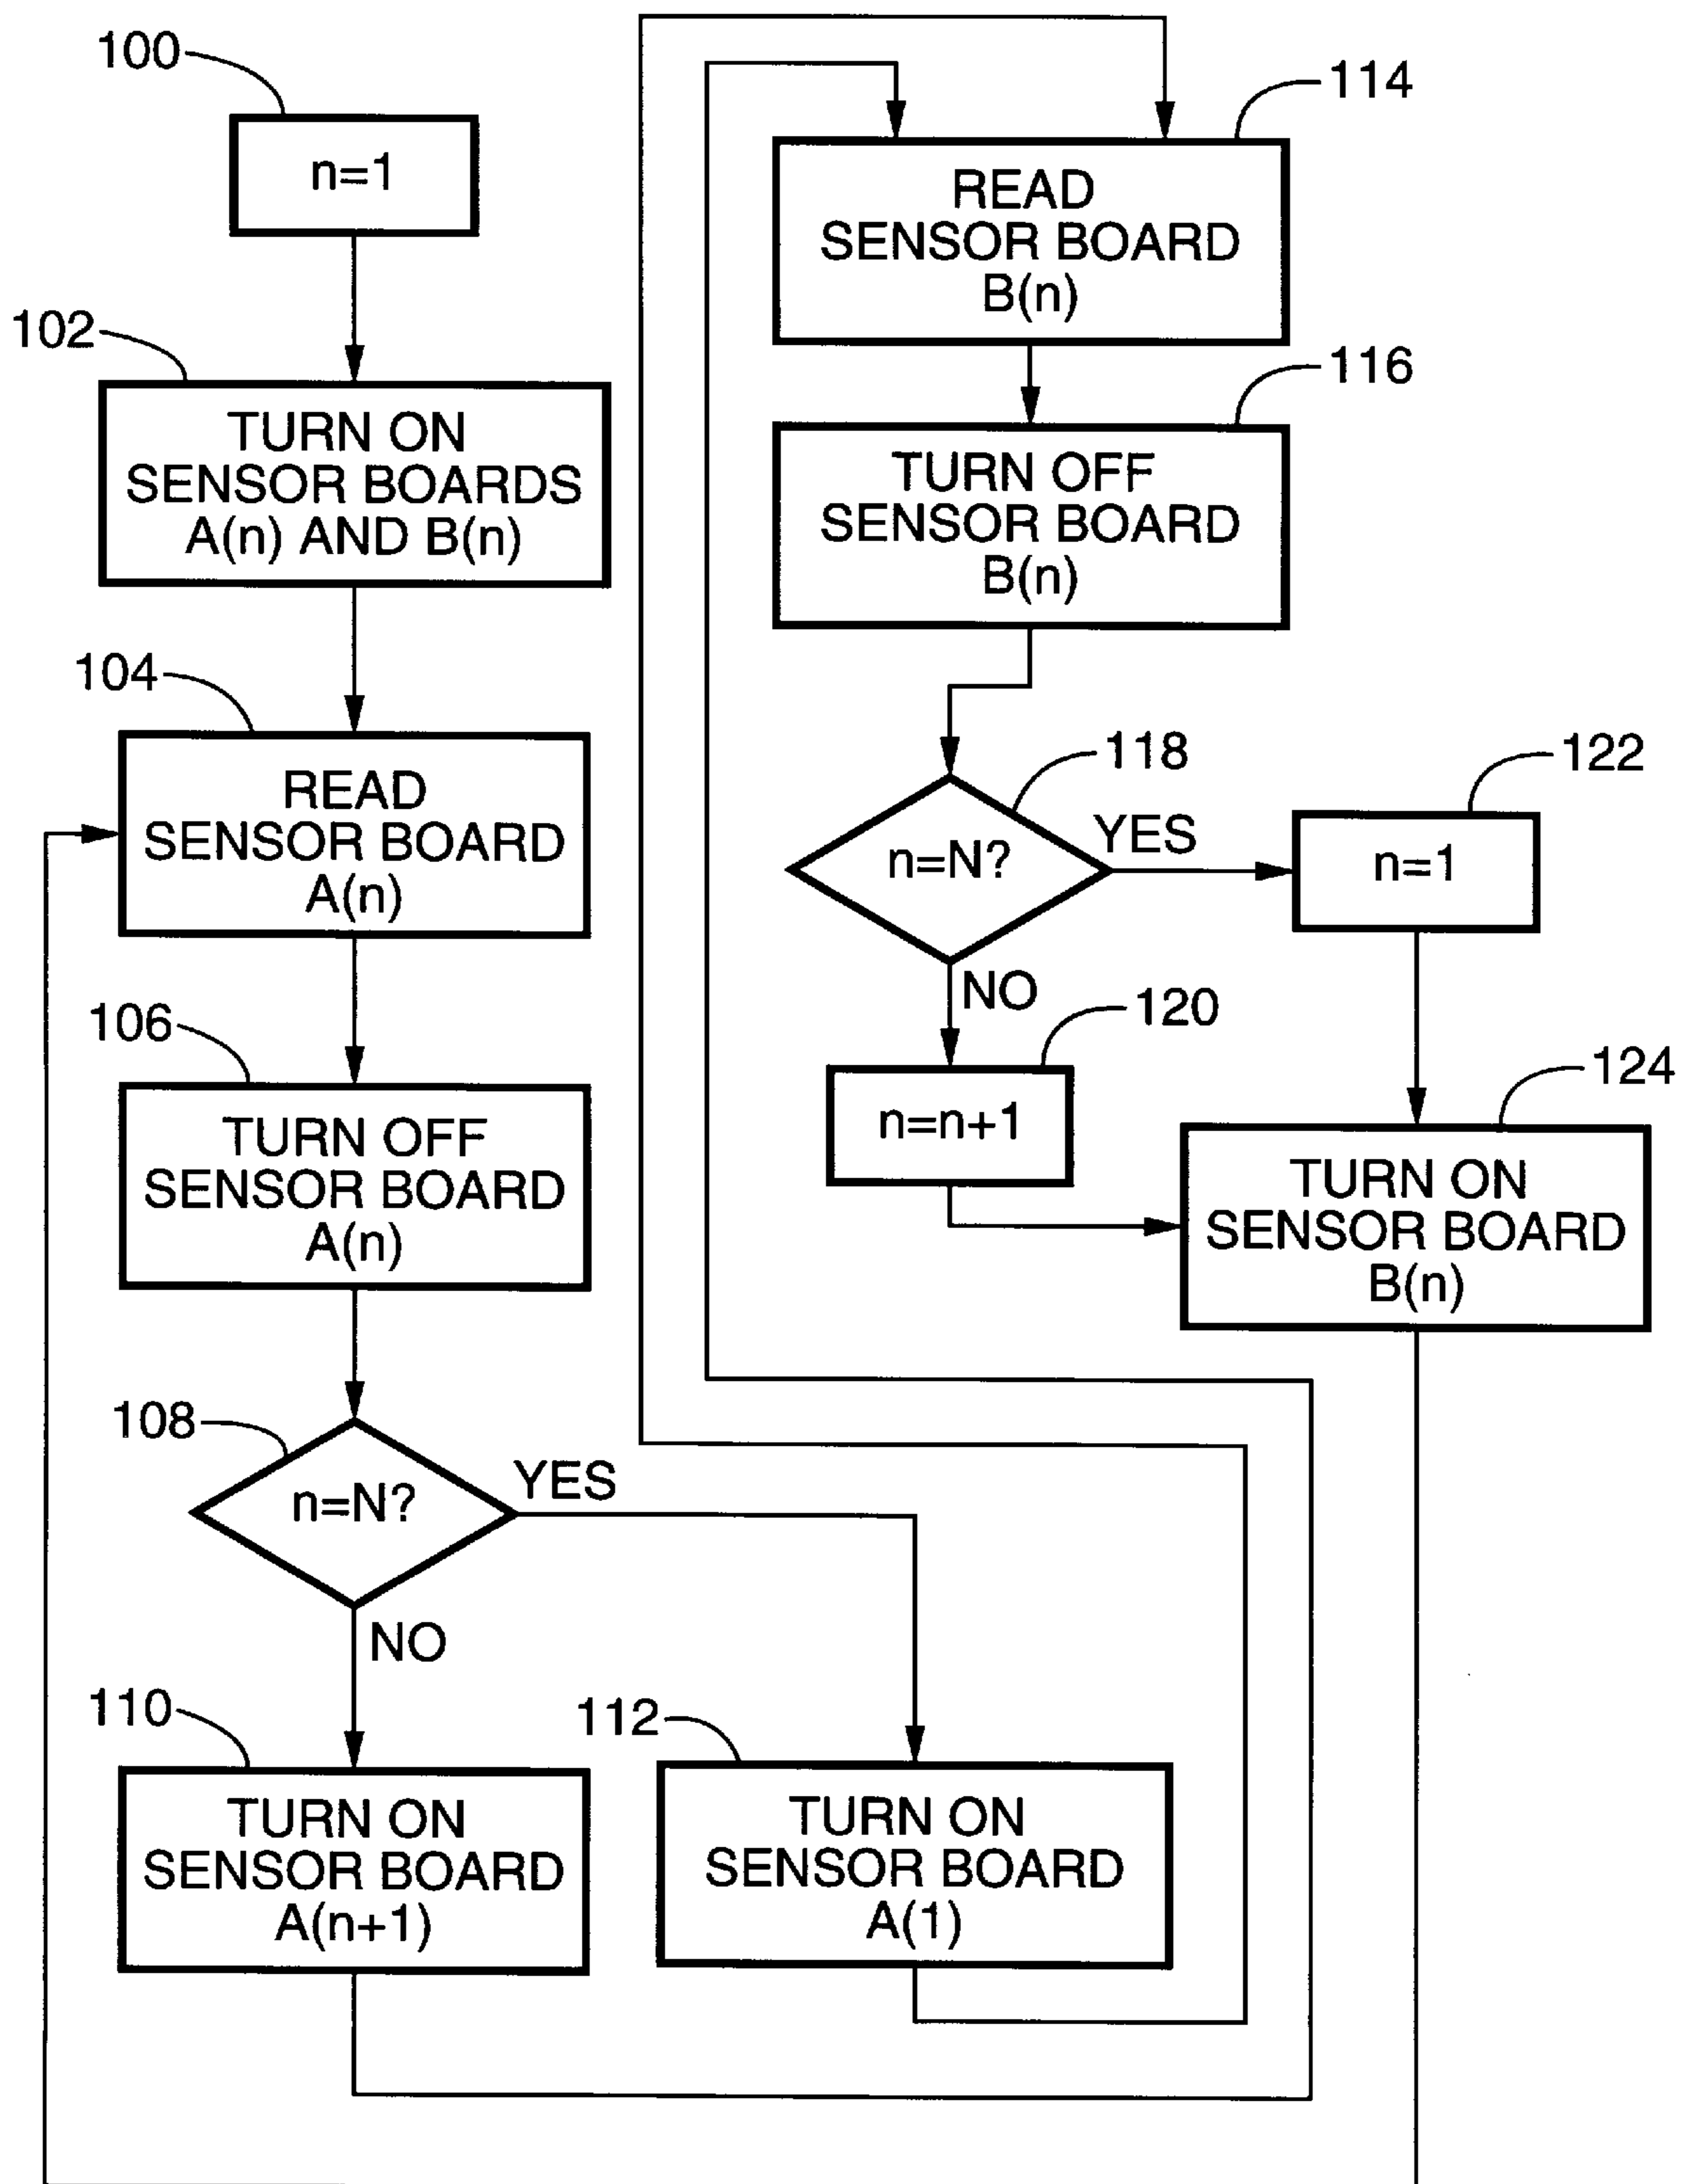 100
n=1
102
TURN ON
SENSOR BOARDS
A(n) AND B(n)
104
READ
SENSOR BOARD
A(n)
106
TURN OFF
SENSOR BOARD
A(n)
108
n=N?
YES
NO
110
TURN ON
SENSOR BOARD
A(n+1)
112
TURN ON
SENSOR BOARD
A(1)
114
READ
SENSOR BOARD
B(n)
116
TURN OFF
SENSOR BOARD
B(n)
118
n=N?
YES
NO
120
n=n+1
122
n=1
124
TURN ON
SENSOR BOARD
B(n)